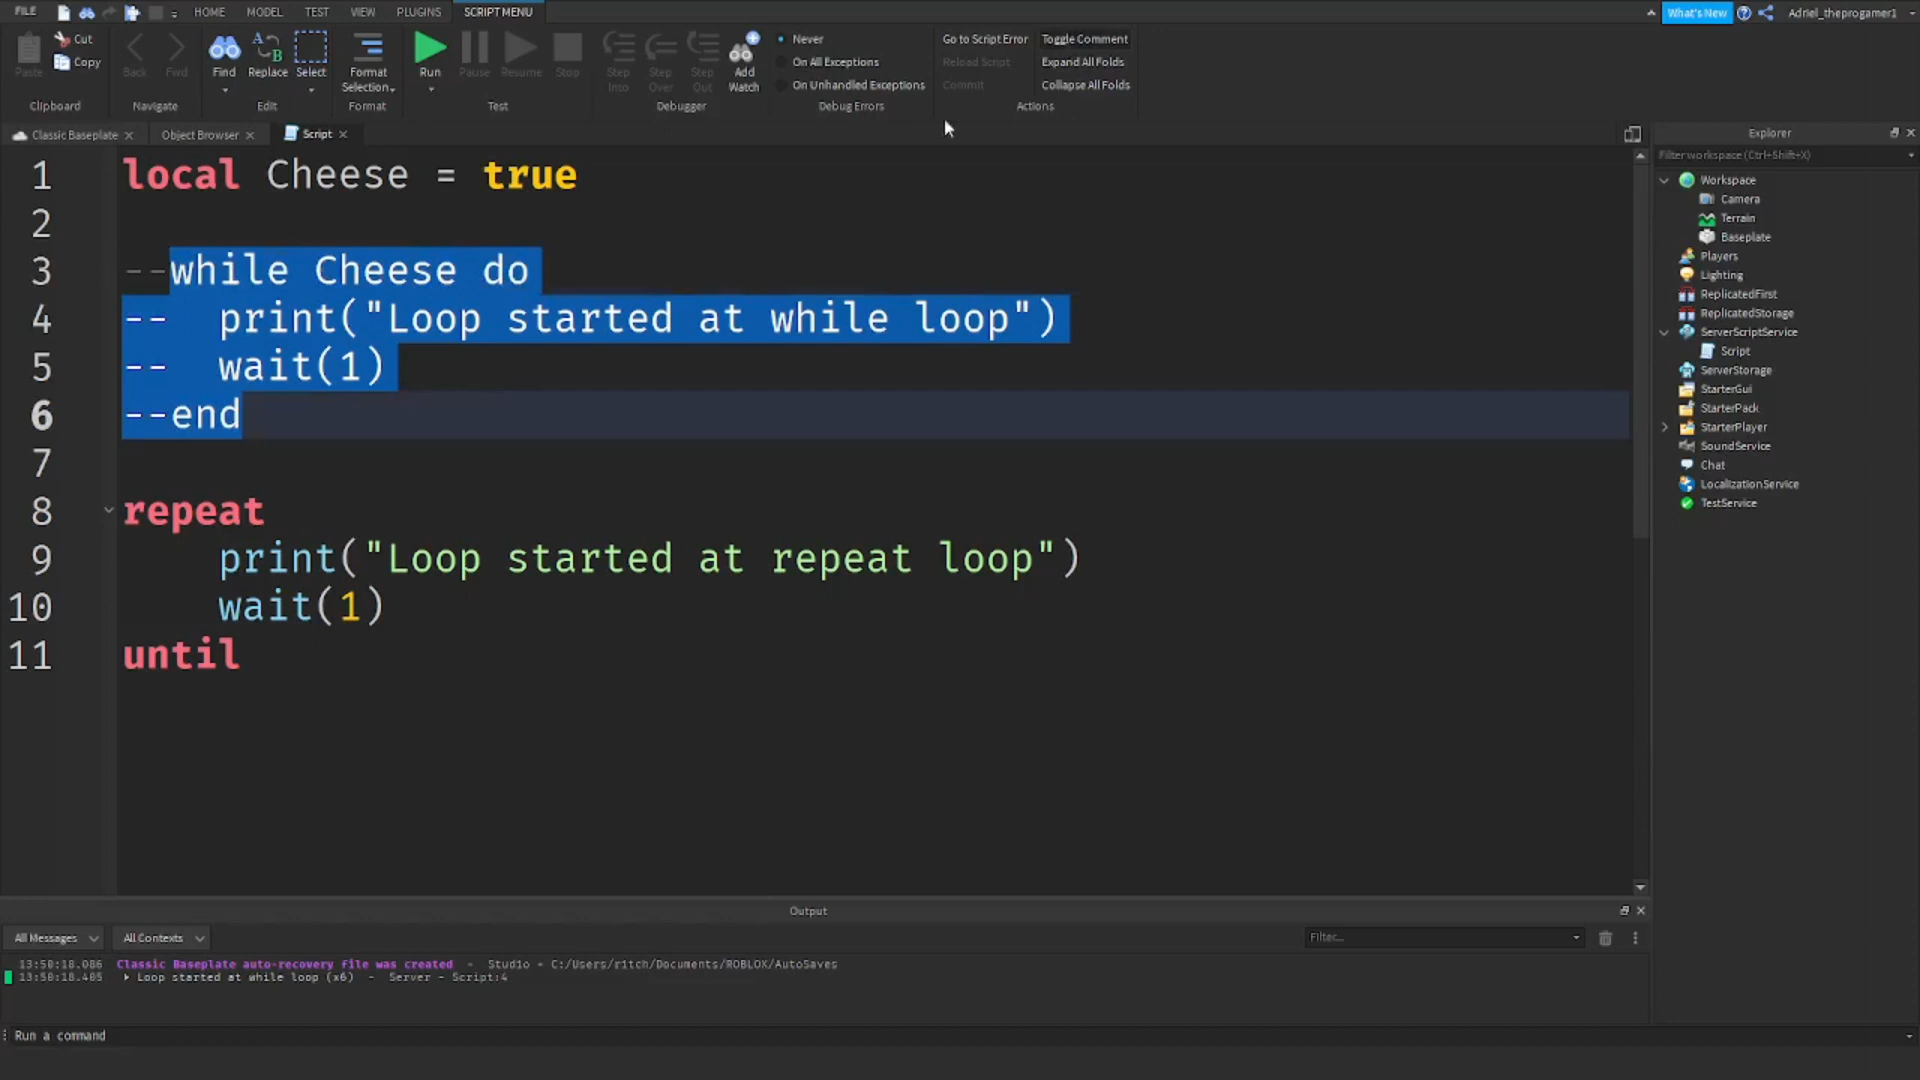 FILE HOME MODEL TEST VIEW PLUGINS SCRIPT MENU What's New Adriel_theprogamer1
Cut
Copy
Paste
Clipboard
Back Fwd
Navigate
Find Replace Select
Edit
Format Selection
Format
Run Pause Resume Stop
Test
Step Into Step Over Step Out Add Watch
Debugger
Never
On All Exceptions
On Unhandled Exceptions
Debug Errors
Go to Script Error Toggle Comment
Reload Script Expand All Folds
Commit Collapse All Folds
Actions
Classic Baseplate Object Browser Script
1 local Cheese = true
2
3 --while Cheese do
4 -- print("Loop started at while loop")
5 -- wait(1)
6 --end
7
8 repeat
9 print("Loop started at repeat loop")
10 wait(1)
11 until
Explorer
Filter workspace (Ctrl+Shift+X)
Workspace
Camera
Terrain
Baseplate
Players
Lighting
ReplicatedFirst
ReplicatedStorage
ServerScriptService
Script
ServerStorage
StarterGui
StarterPack
StarterPlayer
SoundService
Chat
LocalizationService
TestService
Output
All Messages All Contexts Filter...
13:50:18.086 Classic Baseplate auto-recovery file was created - Studio - C:/Users/ritch/Documents/ROBLOX/AutoSaves
13:50:18.405 Loop started at while loop (x6) - Server - Script:4
Run a command